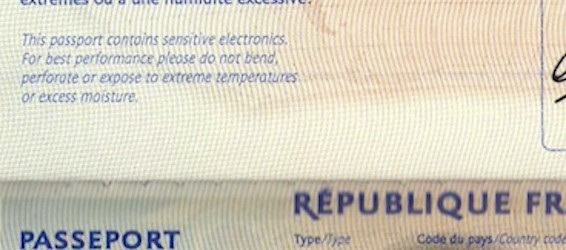 extrêmes ou à une humidité excessive.
This passport contains sensitive electronics.
For best performance please do not bend,
perforate or expose to extreme temperatures
or excess moisture.
RÉPUBLIQUE FR
PASSEPORT
Type/Type Code du pays/Country code